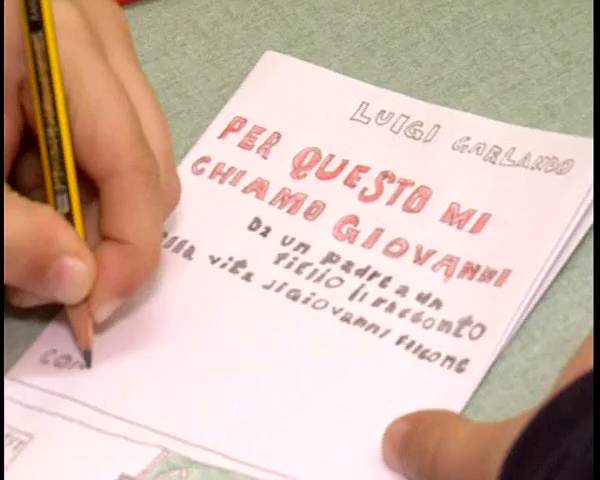 LUIGI GARLANDO
PER QUESTO MI
CHIAMO GIOVANNI
Da un padre a un
figlio il racconto
della vita di Giovanni Falcone
CON